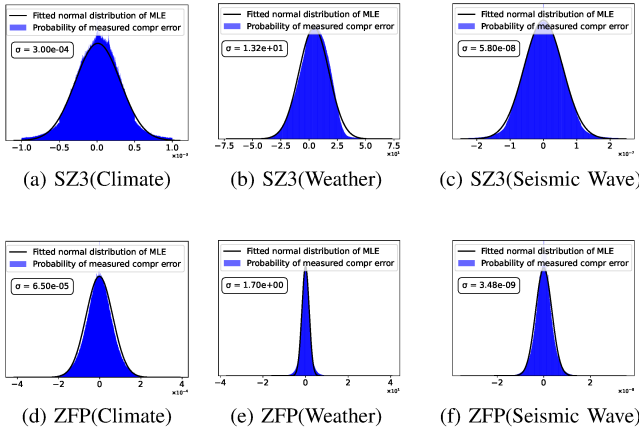 Fitted normal distribution of MLE
Probability of measured compr error
σ = 3.00e-04
−1.0 −0.5 0.0 0.5 1.0
(a) SZ3(Climate)
Fitted normal distribution of MLE
Probability of measured compr error
σ = 1.32e+01
−7.5 −5.0 −2.5 0.0 2.5 5.0 7.5
×10¹
(b) SZ3(Weather)
Fitted normal distribution of MLE
Probability of measured compr error
σ = 5.80e-08
−2 −1 0 1 2
×10⁻⁷
(c) SZ3(Seismic Wave)
Fitted normal distribution of MLE
Probability of measured compr error
σ = 6.50e-05
−4 −2 0 2 4
(d) ZFP(Climate)
Fitted normal distribution of MLE
Probability of measured compr error
σ = 1.70e+00
−4 −2 0 2 4
×10¹
(e) ZFP(Weather)
Fitted normal distribution of MLE
Probability of measured compr error
σ = 3.48e-09
−2 0 2
(f) ZFP(Seismic Wave)